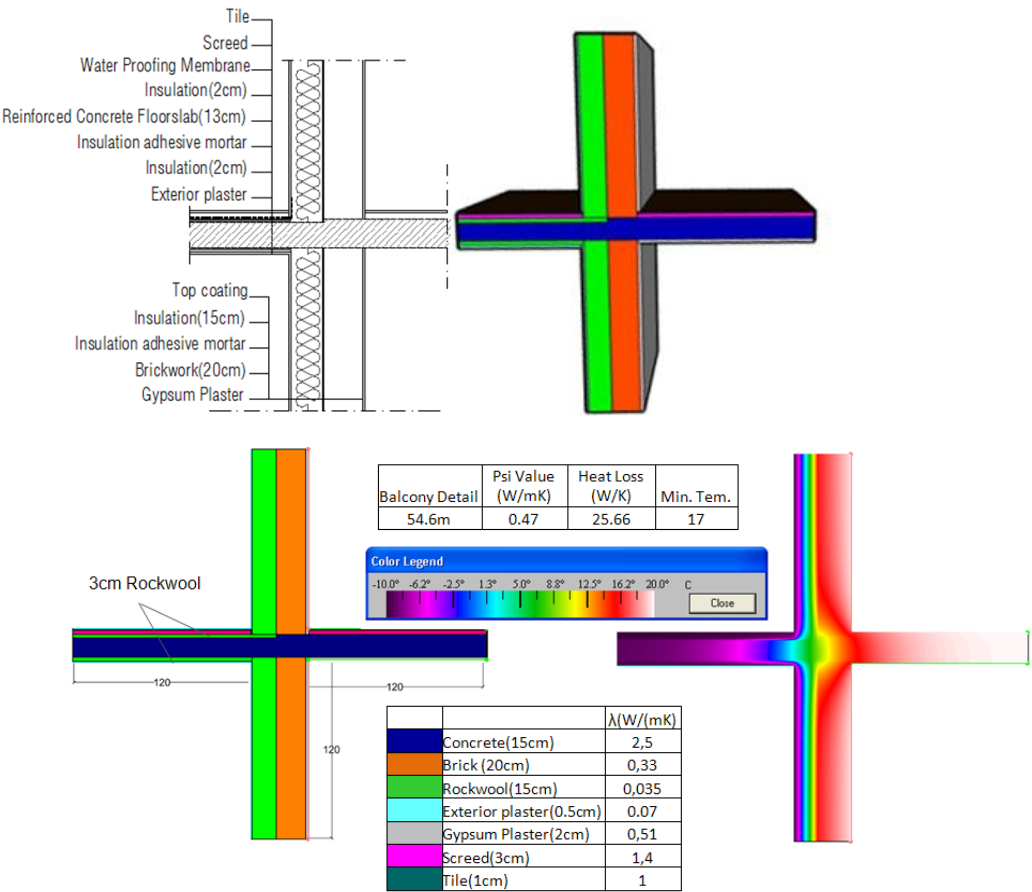 Tile
Screed
Water Proofing Membrane
Insulation(2cm)
Reinforced Concrete Floorslab(13cm)
Insulation adhesive mortar
Insulation(2cm)
Exterior plaster
Top coating
Insulation(15cm)
Insulation adhesive mortar
Brickwork(20cm)
Gypsum Plaster
Balcony Detail Psi Value (W/mK) Heat Loss (W/K) Min. Tem.
54.6m 0.47 25.66 17
Color Legend
-10.0° -6.2° -2.5° 1.3° 5.0° 8.8° 12.5° 16.2° 20.0° C
Close
3cm Rockwool
120
120
120
λ(W/(mK)
Concrete(15cm) 2,5
Brick (20cm) 0,33
Rockwool(15cm) 0,035
Exterior plaster(0.5cm) 0.07
Gypsum Plaster(2cm) 0,51
Screed(3cm) 1,4
Tile(1cm) 1